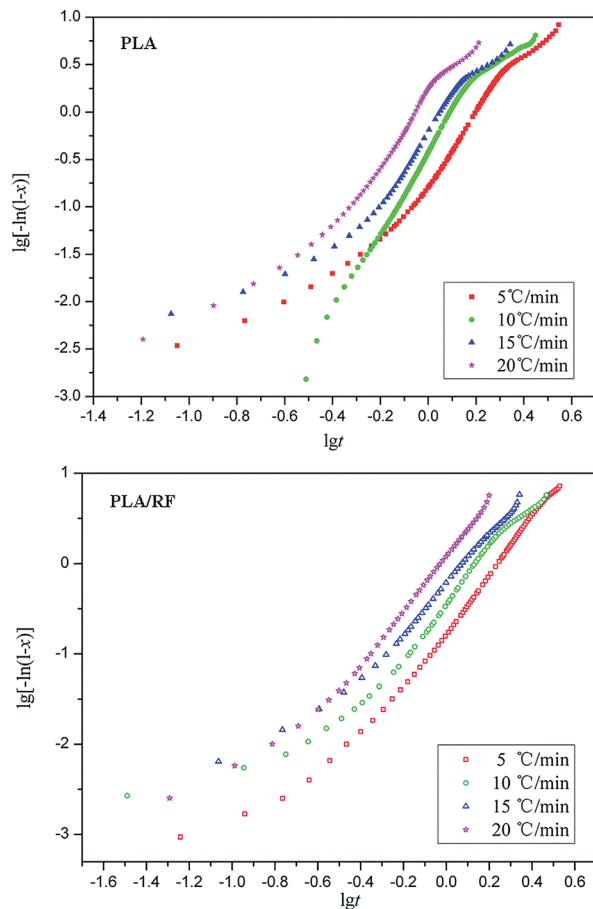 PLA
1.0
0.5
0.0
-0.5
-1.0
-1.5
-2.0
-2.5
-3.0
lg[-ln(l-x)]
5℃/min
10℃/min
15℃/min
20℃/min
-1.4 -1.2 -1.0 -0.8 -0.6 -0.4 -0.2 0.0 0.2 0.4 0.6
lgt
PLA/RF
1
0
-1
-2
-3
lg[-ln(l-x)]
5 ℃/min
10 ℃/min
15 ℃/min
20 ℃/min
-1.6 -1.4 -1.2 -1.0 -0.8 -0.6 -0.4 -0.2 0.0 0.2 0.4 0.6
lgt